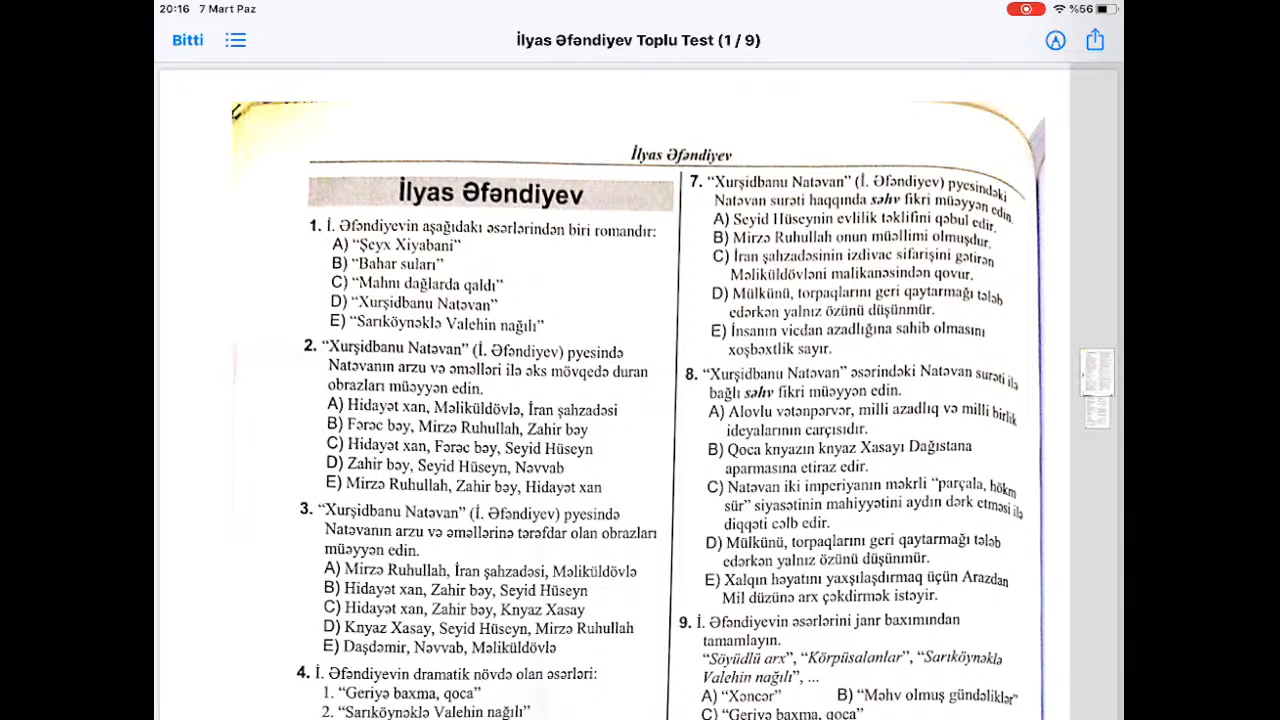 20:16 7 Mart Paz
%56
Bitti
İlyas Əfəndiyev Toplu Test (1 / 9)
İlyas Əfəndiyev
İlyas Əfəndiyev
1. İ. Əfəndiyevin aşağıdakı əsərlərindən biri romandır:
A) “Şeyx Xiyabani”
B) “Bahar suları”
C) “Mahnı dağlarda qaldı”
D) “Xurşidbanu Natəvan”
E) “Sarıköynəklə Valehin nağılı”
2. “Xurşidbanu Natəvan” (İ. Əfəndiyev) pyesində
Natəvanın arzu və əməlləri ilə əks mövqedə duran
obrazları müəyyən edin.
A) Hidayət xan, Məliküldövlə, İran şahzadəsi
B) Fərəc bəy, Mirzə Ruhullah, Zahir bəy
C) Hidayət xan, Fərəc bəy, Seyid Hüseyn
D) Zahir bəy, Seyid Hüseyn, Nəvvab
E) Mirzə Ruhullah, Zahir bəy, Hidayət xan
3. “Xurşidbanu Natəvan” (İ. Əfəndiyev) pyesində
Natəvanın arzu və əməllərinə tərəfdar olan obrazları
müəyyən edin.
A) Mirzə Ruhullah, İran şahzadəsi, Məliküldövlə
B) Hidayət xan, Zahir bəy, Seyid Hüseyn
C) Hidayət xan, Zahir bəy, Knyaz Xasay
D) Knyaz Xasay, Seyid Hüseyn, Mirzə Ruhullah
E) Daşdəmir, Nəvvab, Məliküldövlə
4. İ. Əfəndiyevin dramatik növdə olan əsərləri:
1. “Geriyə baxma, qoca”
2. “Sarıköynəklə Valehin nağılı”
7. “Xurşidbanu Natəvan” (İ. Əfəndiyev) pyesindəki
Natəvan surəti haqqında səhv fikri müəyyən edin.
A) Seyid Hüseynin evlilik təklifini qəbul edir.
B) Mirzə Ruhullah onun müəllimi olmuşdur.
C) İran şahzadəsinin izdivac sifarişini gətirən
Məliküldövləni malikanəsindən qovur.
D) Mülkünü, torpaqlarını geri qaytarmağı tələb
edərkən yalnız özünü düşünmür.
E) İnsanın vicdan azadlığına sahib olmasını
xoşbəxtlik sayır.
8. “Xurşidbanu Natəvan” əsərindəki Natəvan surəti ilə
bağlı səhv fikri müəyyən edin.
A) Alovlu vətənpərvər, milli azadlıq və milli birlik
ideyalarının carçısıdır.
B) Qoca knyazın knyaz Xasayı Dağıstana
aparmasına etiraz edir.
C) Natəvan iki imperiyanın məkrli “parçala, hökm
sür” siyasətinin mahiyyətini aydın dərk etməsi ilə
diqqəti cəlb edir.
D) Mülkünü, torpaqlarını geri qaytarmağı tələb
edərkən yalnız özünü düşünmür.
E) Xalqın həyatını yaxşılaşdırmaq üçün Arazdan
Mil düzünə arx çəkdirmək istəyir.
9. İ. Əfəndiyevin əsərlərini janr baxımından
tamamlayın.
“Söyüdlü arx”, “Körpüsalanlar”, “Sarıköynəklə
Valehin nağılı”, ...
A) “Xəncər” B) “Məhv olmuş gündəliklər”
C) “Geriyə baxma, qoca”